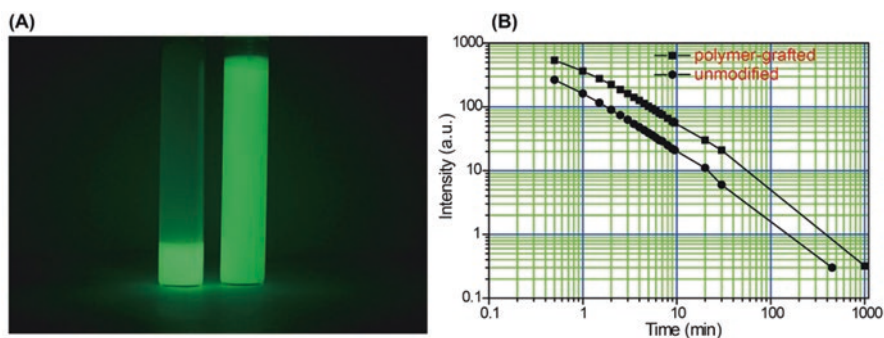 (A)
(B)
1000
100
10
1
0.1
Intensity (a.u.)
polymer-grafted
unmodified
0.1 1 10 100 1000
Time (min)